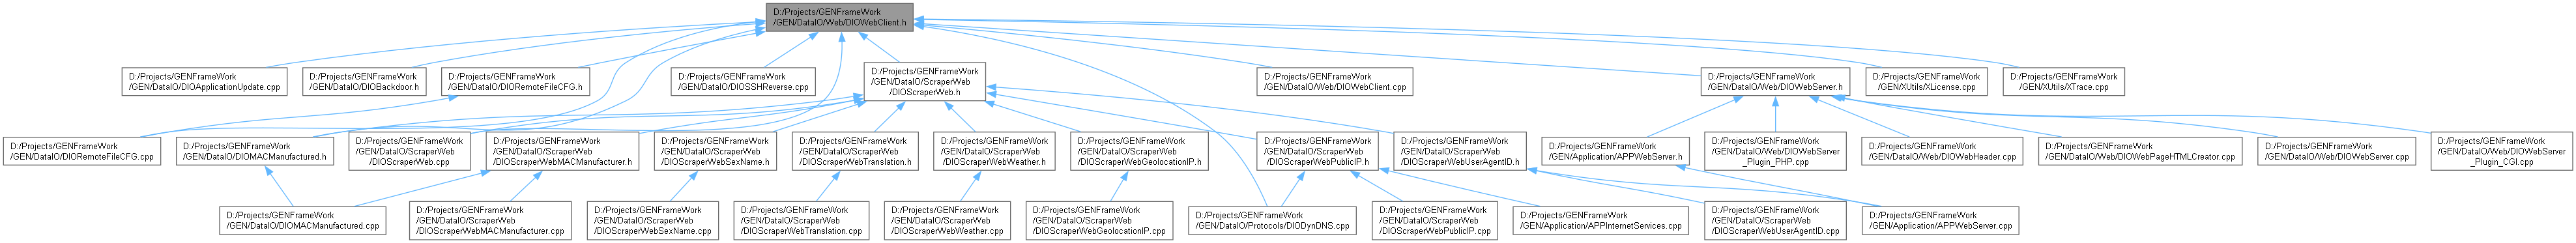 D:/Projects/GENFrameWork
/GEN/DataIO/Web/DIOWebClient.h
D:/Projects/GENFrameWork
/GEN/DataIO/DIOApplicationUpdate.cpp
D:/Projects/GENFrameWork
/GEN/DataIO/DIOBackdoor.h
D:/Projects/GENFrameWork
/GEN/DataIO/DIORemoteFileCFG.h
D:/Projects/GENFrameWork
/GEN/DataIO/DIOSSHReverse.cpp
D:/Projects/GENFrameWork
/GEN/DataIO/ScraperWeb
/DIOScraperWeb.h
D:/Projects/GENFrameWork
/GEN/DataIO/Web/DIOWebClient.cpp
D:/Projects/GENFrameWork
/GEN/DataIO/Web/DIOWebServer.h
D:/Projects/GENFrameWork
/GEN/XUtils/XLicense.cpp
D:/Projects/GENFrameWork
/GEN/XUtils/XTrace.cpp
D:/Projects/GENFrameWork
/GEN/DataIO/DIORemoteFileCFG.cpp
D:/Projects/GENFrameWork
/GEN/DataIO/DIOMACManufactured.h
D:/Projects/GENFrameWork
/GEN/DataIO/ScraperWeb
/DIOScraperWeb.cpp
D:/Projects/GENFrameWork
/GEN/DataIO/ScraperWeb
/DIOScraperWebMACManufacturer.h
D:/Projects/GENFrameWork
/GEN/DataIO/ScraperWeb
/DIOScraperWebSexName.h
D:/Projects/GENFrameWork
/GEN/DataIO/ScraperWeb
/DIOScraperWebTranslation.h
D:/Projects/GENFrameWork
/GEN/DataIO/ScraperWeb
/DIOScraperWebWeather.h
D:/Projects/GENFrameWork
/GEN/DataIO/ScraperWeb
/DIOScraperWebGeolocationIP.h
D:/Projects/GENFrameWork
/GEN/DataIO/ScraperWeb
/DIOScraperWebPublicIP.h
D:/Projects/GENFrameWork
/GEN/DataIO/ScraperWeb
/DIOScraperWebUserAgentID.h
D:/Projects/GENFrameWork
/GEN/Application/APPWebServer.h
D:/Projects/GENFrameWork
/GEN/DataIO/Web/DIOWebServer
_Plugin_PHP.cpp
D:/Projects/GENFrameWork
/GEN/DataIO/Web/DIOWebHeader.cpp
D:/Projects/GENFrameWork
/GEN/DataIO/Web/DIOWebPageHTMLCreator.cpp
D:/Projects/GENFrameWork
/GEN/DataIO/Web/DIOWebServer.cpp
D:/Projects/GENFrameWork
/GEN/DataIO/Web/DIOWebServer
_Plugin_CGI.cpp
D:/Projects/GENFrameWork
/GEN/DataIO/DIOMACManufactured.cpp
D:/Projects/GENFrameWork
/GEN/DataIO/ScraperWeb
/DIOScraperWebMACManufacturer.cpp
D:/Projects/GENFrameWork
/GEN/DataIO/ScraperWeb
/DIOScraperWebSexName.cpp
D:/Projects/GENFrameWork
/GEN/DataIO/ScraperWeb
/DIOScraperWebTranslation.cpp
D:/Projects/GENFrameWork
/GEN/DataIO/ScraperWeb
/DIOScraperWebWeather.cpp
D:/Projects/GENFrameWork
/GEN/DataIO/ScraperWeb
/DIOScraperWebGeolocationIP.cpp
D:/Projects/GENFrameWork
/GEN/DataIO/Protocols/DIODynDNS.cpp
D:/Projects/GENFrameWork
/GEN/DataIO/ScraperWeb
/DIOScraperWebPublicIP.cpp
D:/Projects/GENFrameWork
/GEN/Application/APPInternetServices.cpp
D:/Projects/GENFrameWork
/GEN/DataIO/ScraperWeb
/DIOScraperWebUserAgentID.cpp
D:/Projects/GENFrameWork
/GEN/Application/APPWebServer.cpp